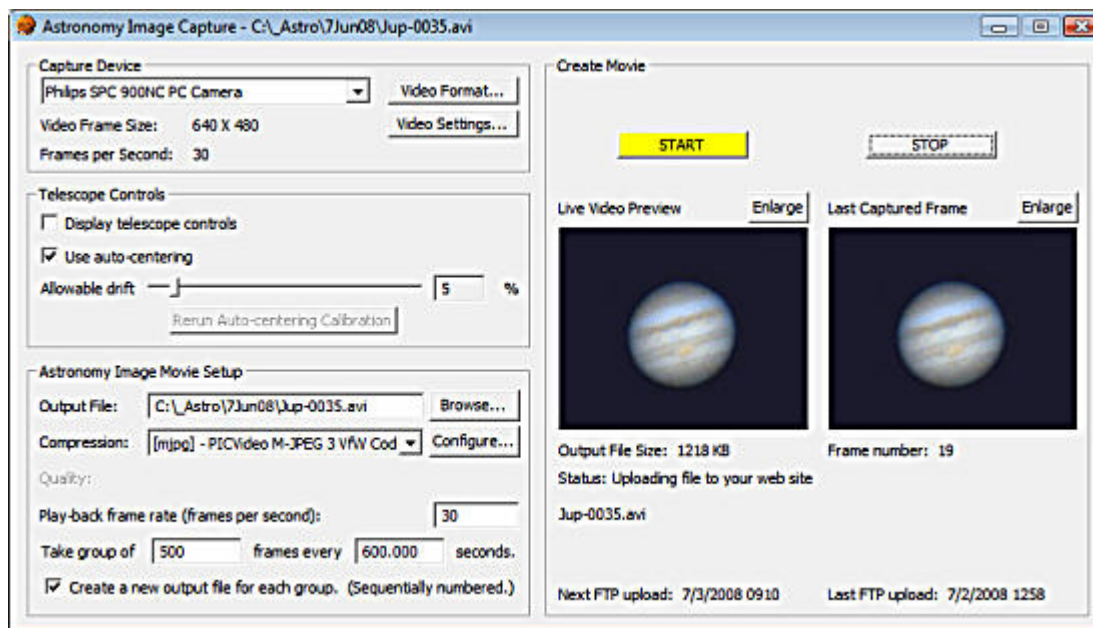 Astronomy Image Capture - C:\_Astro\7Jun08\Jup-0035.avi
Capture Device
Philips SPC 900NC PC Camera
Video Format...
Video Frame Size: 640 X 480
Video Settings...
Frames per Second: 30
Telescope Controls
Display telescope controls
Use auto-centering
Allowable drift 5 %
Rerun Auto-centering Calibration
Astronomy Image Movie Setup
Output File: C:\_Astro\7Jun08\Jup-0035.avi Browse...
Compression: [mjpg] - PICVideo M-JPEG 3 VfW Cod Configure...
Quality:
Play-back frame rate (frames per second): 30
Take group of 500 frames every 600.000 seconds.
Create a new output file for each group. (Sequentially numbered.)
Create Movie
START STOP
Live Video Preview Enlarge
Last Captured Frame Enlarge
Output File Size: 1218 KB
Frame number: 19
Status: Uploading file to your web site
Jup-0035.avi
Next FTP upload: 7/3/2008 0910
Last FTP upload: 7/2/2008 1258